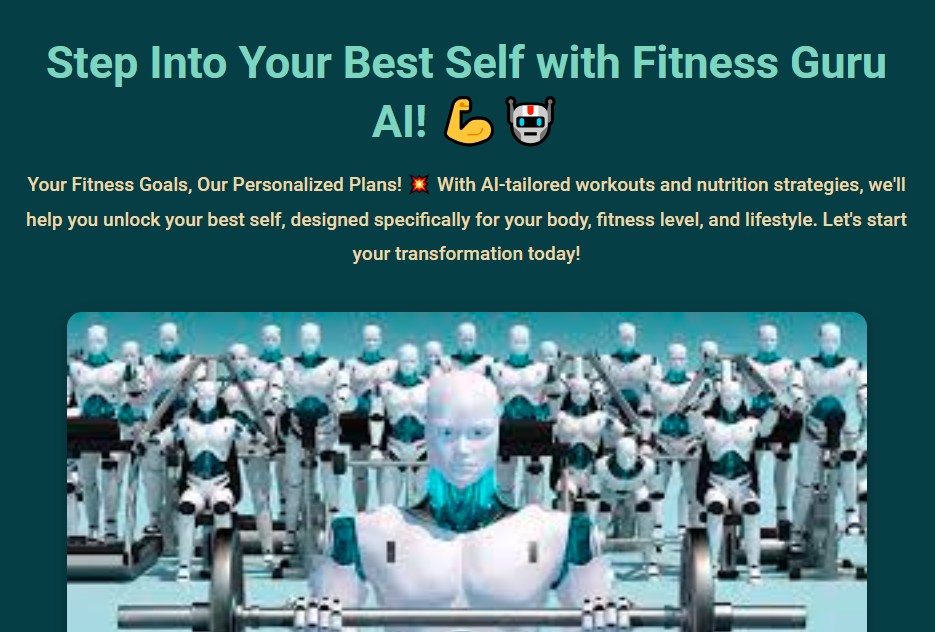 Step Into Your Best Self with Fitness Guru
AI! 💪🤖
Your Fitness Goals, Our Personalized Plans! 💥 With AI-tailored workouts and nutrition strategies, we'll
help you unlock your best self, designed specifically for your body, fitness level, and lifestyle. Let's start
your transformation today!